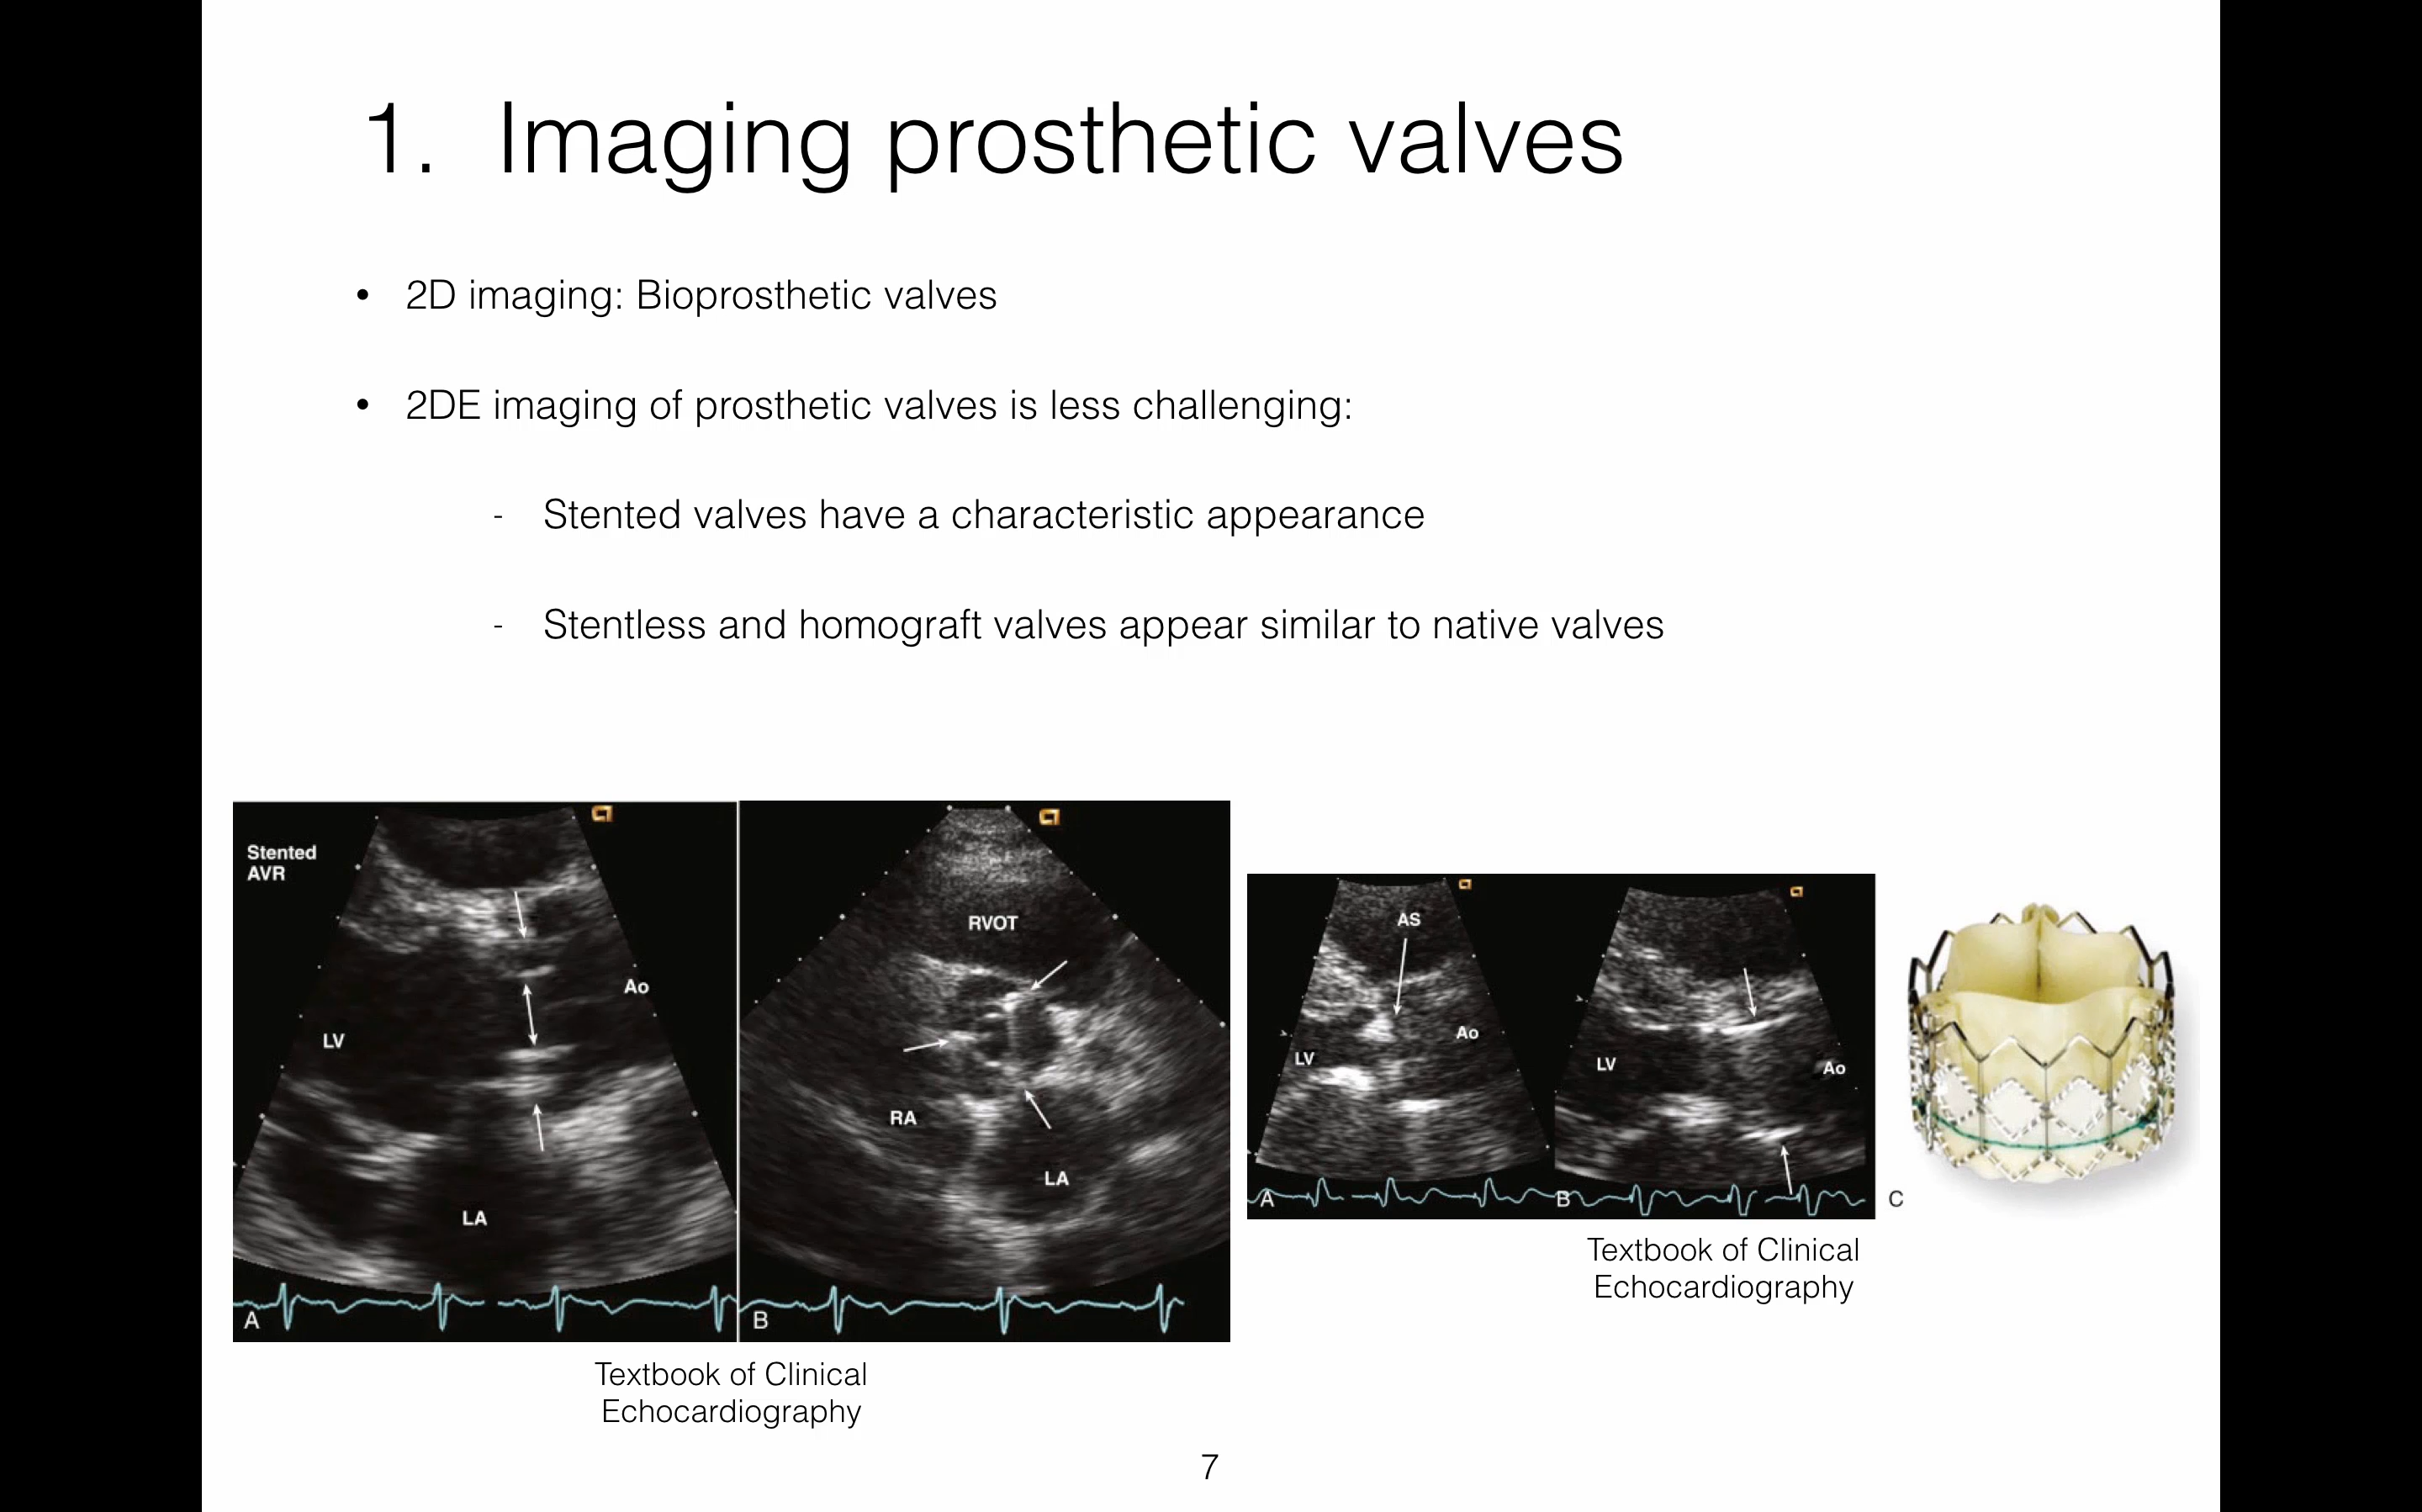 1. Imaging prosthetic valves
• 2D imaging: Bioprosthetic valves
• 2DE imaging of prosthetic valves is less challenging:
- Stented valves have a characteristic appearance
- Stentless and homograft valves appear similar to native valves
Stented
AVR
Ao
LV
LA
A
RVOT
RA
LA
B
AS
Ao
LV
A
LV
Ao
B
C
Textbook of Clinical
Echocardiography
Textbook of Clinical
Echocardiography
7